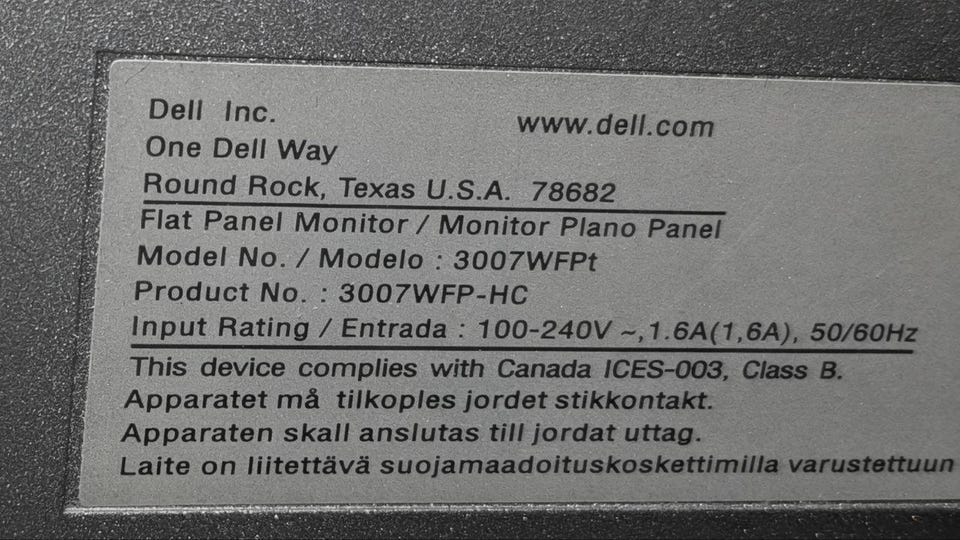 Dell Inc.
www.dell.com
One Dell Way
Round Rock, Texas U.S.A. 78682
Flat Panel Monitor / Monitor Plano Panel
Model No. / Modelo : 3007WFPt
Product No. : 3007WFP-HC
Input Rating / Entrada : 100-240V ~,1.6A(1,6A), 50/60Hz
This device complies with Canada ICES-003, Class B.
Apparatet må tilkoples jordet stikkontakt.
Apparaten skall anslutas till jordat uttag.
Laite on liitettävä suojamaadoituskoskettimilla varustettuun